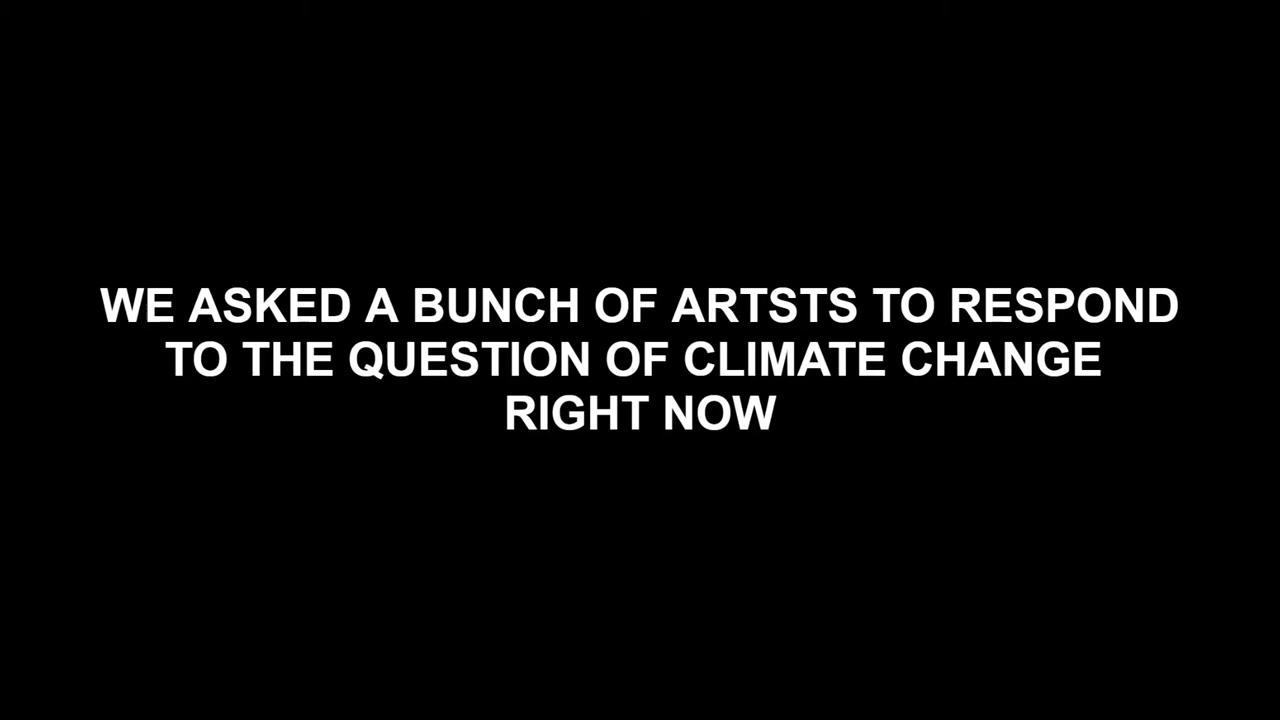 WE ASKED A BUNCH OF ARTSTS TO RESPOND
TO THE QUESTION OF CLIMATE CHANGE
RIGHT NOW